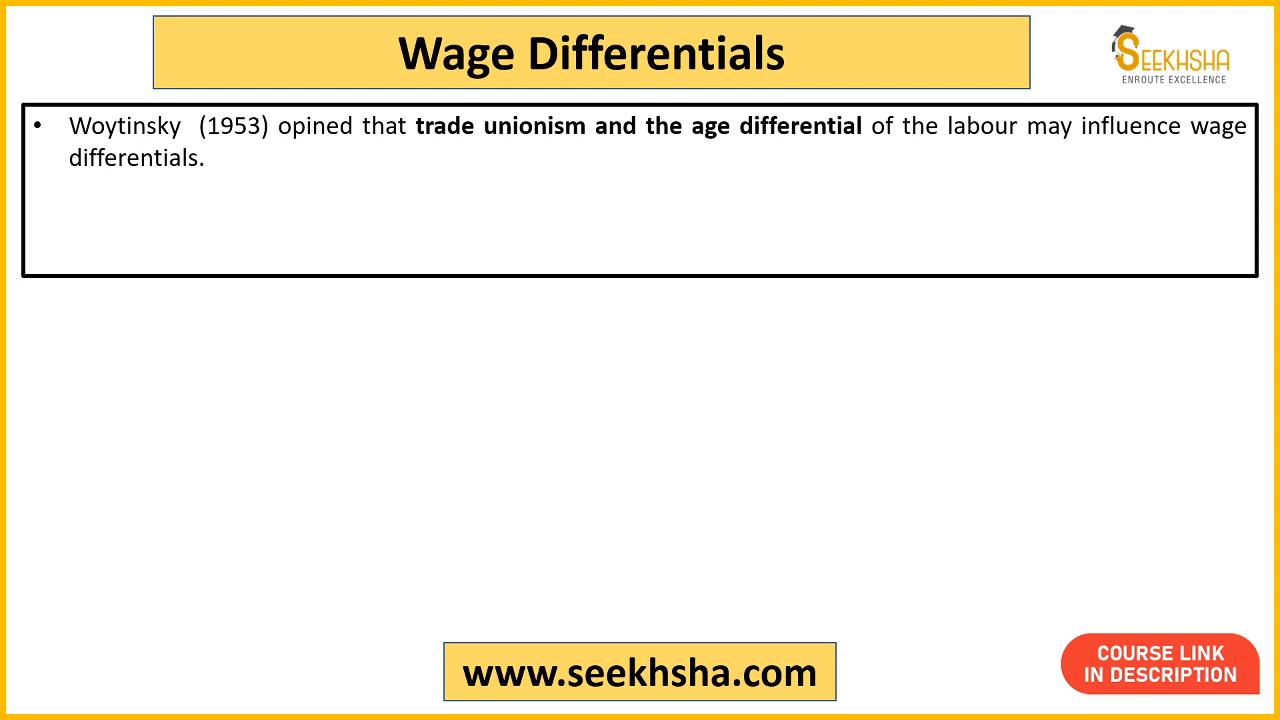 Wage Differentials
SEEKHSHA
ENROUTE EXCELLENCE
• Woytinsky (1953) opined that trade unionism and the age differential of the labour may influence wage
differentials.
www.seekhsha.com
COURSE LINK
IN DESCRIPTION